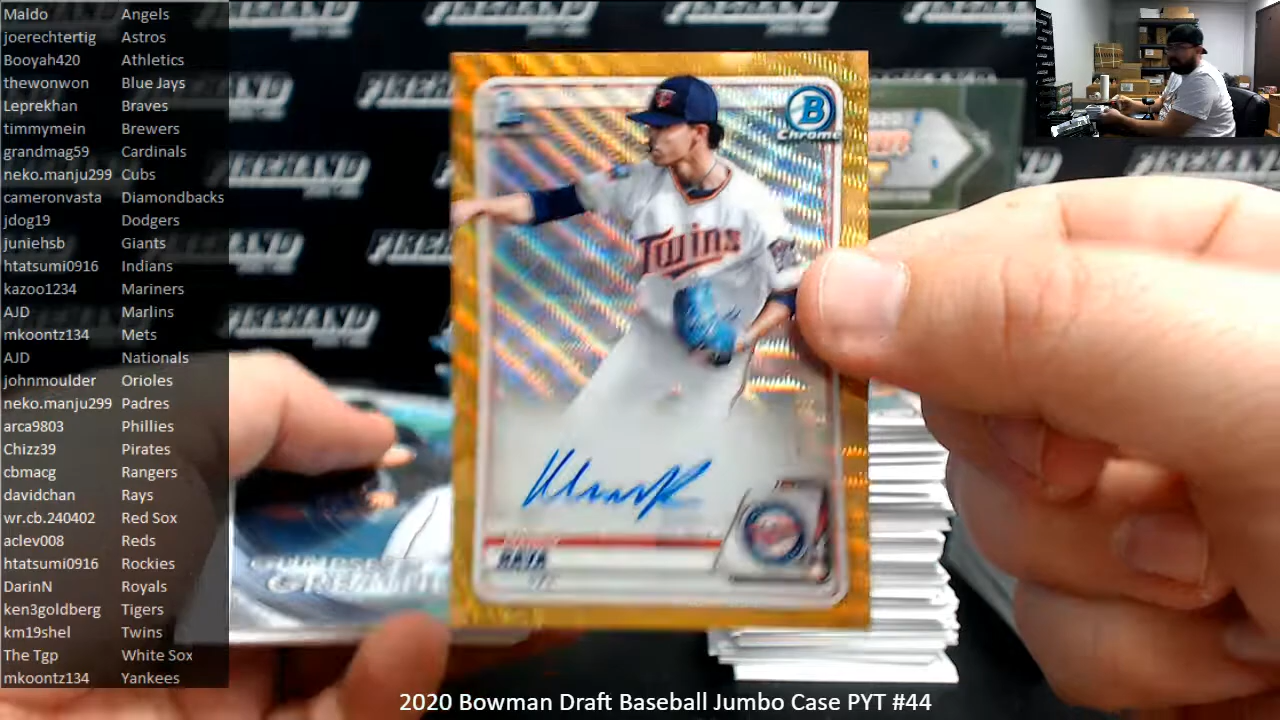 Maldo Angels
joerechtertig Astros
Booyah420 Athletics
thewonwon Blue Jays
Leprekhan Braves
timmymein Brewers
grandmag59 Cardinals
neko.manju299 Cubs
cameronvasta Diamondbacks
jdog19 Dodgers
juniehsb Giants
htatsumi0916 Indians
kazoo1234 Mariners
AJD Marlins
mkoontz134 Mets
AJD Nationals
johnmoulder Orioles
neko.manju299 Padres
arca9803 Phillies
Chizz39 Pirates
cbmacg Rangers
davidchan Rays
wr.cb.240402 Red Sox
aclev008 Reds
htatsumi0916 Rockies
DarinN Royals
ken3goldberg Tigers
km19shel Twins
The Tgp White Sox
mkoontz134 Yankees
FIREHAND
B
Chrome
Twins
RAYA
GREATNESS
2020 Bowman Draft Baseball Jumbo Case PYT #44